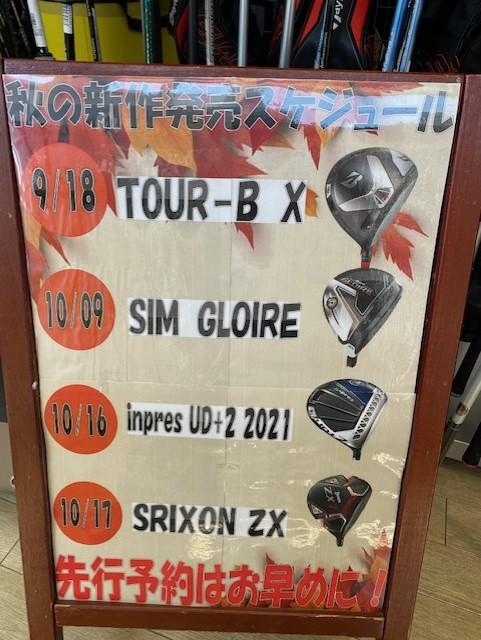 秋の新作発売スケジュール
9/18 TOUR-B X
10/09 SIM GLOIRE
10/16 inpres UD+2 2021
10/17 SRIXON ZX
先行予約はお早めに!